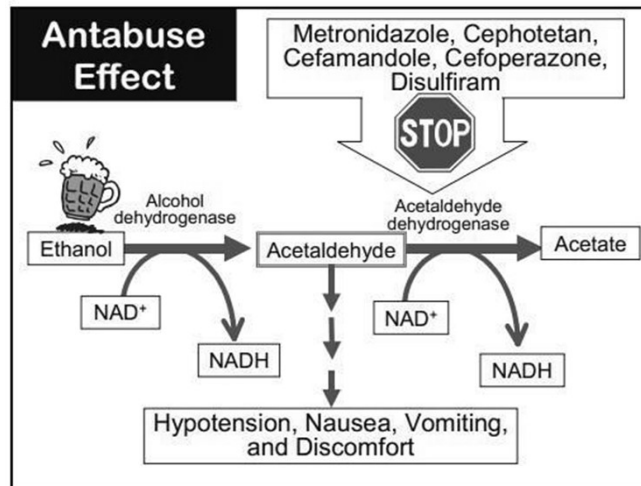 Antabuse
Effect
Metronidazole, Cephotetan,
Cefamandole, Cefoperazone,
Disulfiram
STOP
Alcohol
dehydrogenase
Acetaldehyde
dehydrogenase
Ethanol
Acetaldehyde
Acetate
NAD+
NADH
NAD+
NADH
Hypotension, Nausea, Vomiting,
and Discomfort